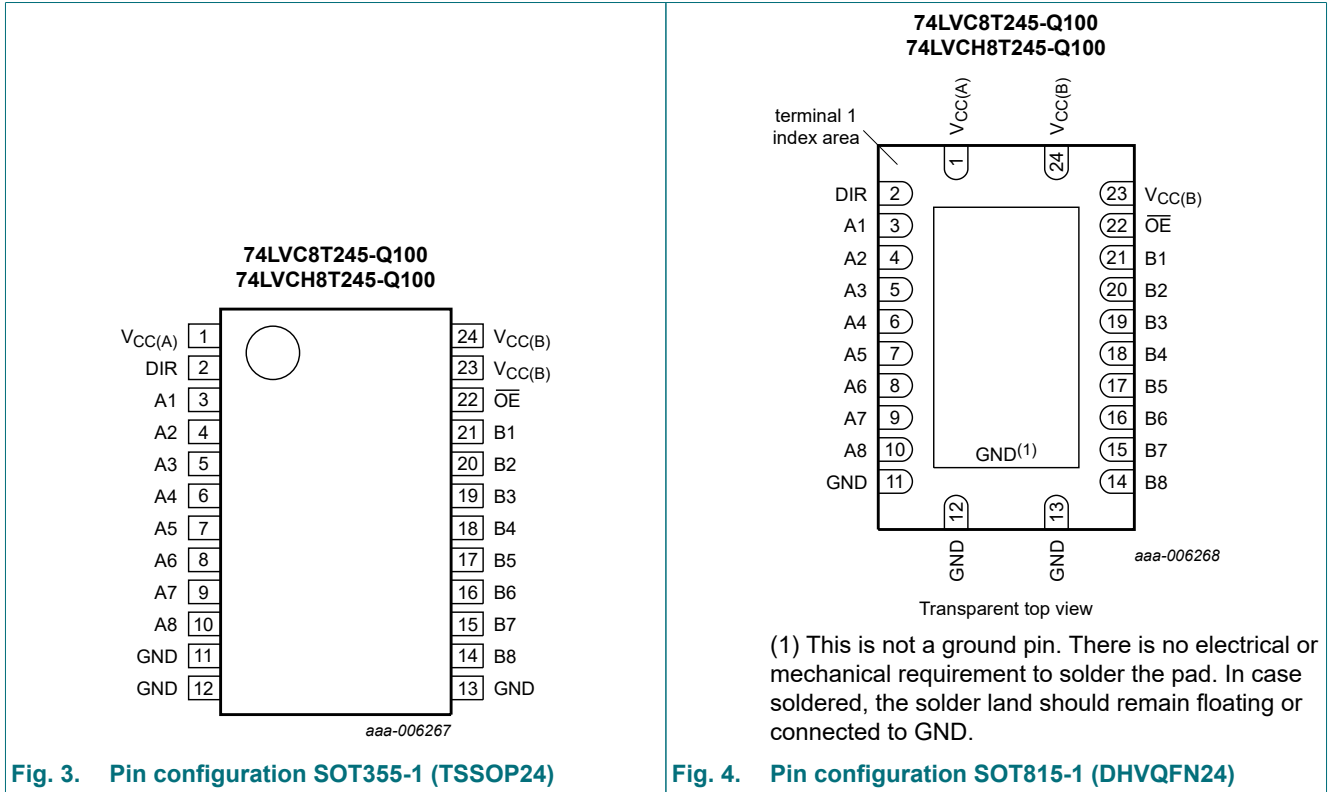 74LVC8T245-Q100
74LVCH8T245-Q100
VCC(A) 1 24 VCC(B)
DIR 2 23 VCC(B)
A1 3 22 OE
A2 4 21 B1
A3 5 20 B2
A4 6 19 B3
A5 7 18 B4
A6 8 17 B5
A7 9 16 B6
A8 10 15 B7
GND 11 14 B8
GND 12 13 GND
aaa-006267
Fig. 3. Pin configuration SOT355-1 (TSSOP24)
74LVC8T245-Q100
74LVCH8T245-Q100
terminal 1
index area
VCC(A) VCC(B)
1 24
DIR 2 23 VCC(B)
A1 3 22 OE
A2 4 21 B1
A3 5 20 B2
A4 6 19 B3
A5 7 18 B4
A6 8 17 B5
A7 9 16 B6
A8 10 GND(1) 15 B7
GND 11 14 B8
12 13
GND GND
aaa-006268
Transparent top view
(1) This is not a ground pin. There is no electrical or
mechanical requirement to solder the pad. In case
soldered, the solder land should remain floating or
connected to GND.
Fig. 4. Pin configuration SOT815-1 (DHVQFN24)